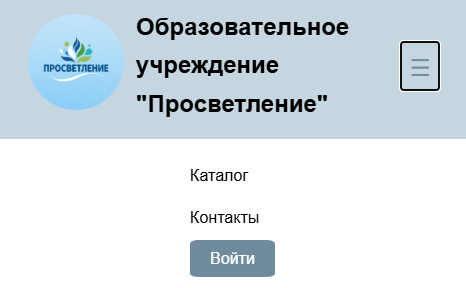 ПРОСВЕТЛЕНИЕ
Образовательное
учреждение
"Просветление"
Каталог
Контакты
Войти